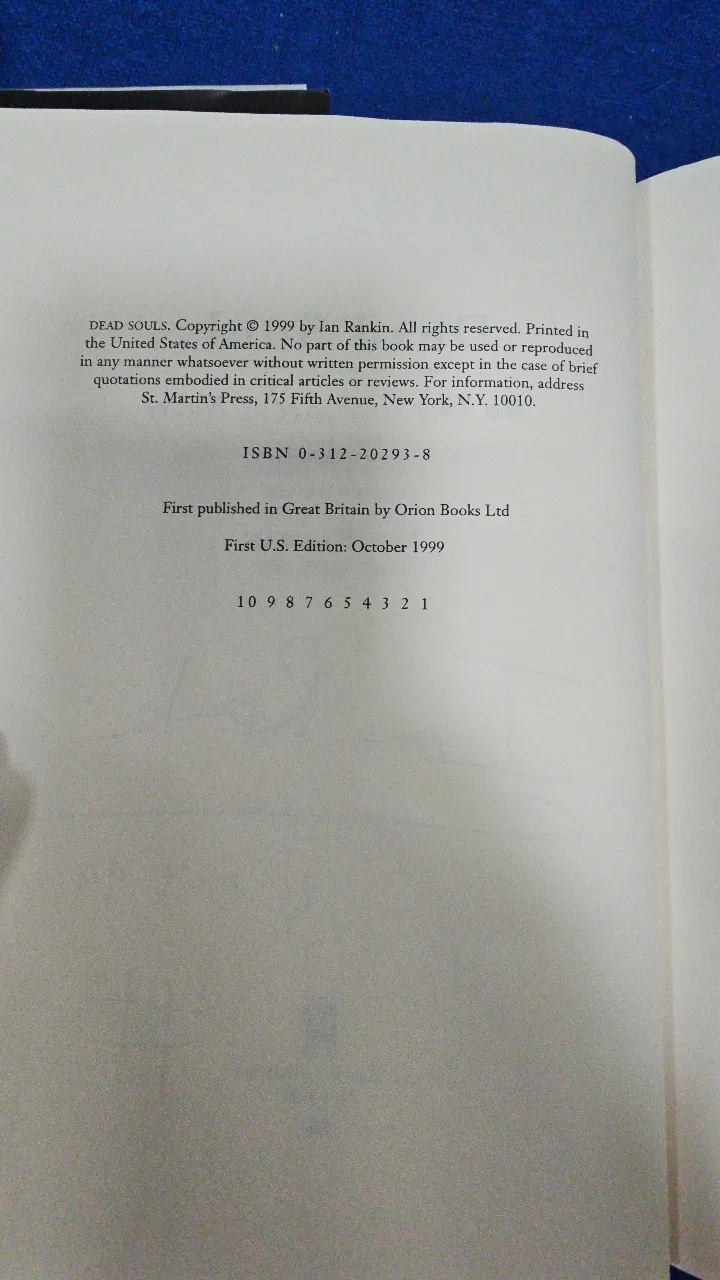 DEAD SOULS. Copyright © 1999 by Ian Rankin. All rights reserved. Printed in
the United States of America. No part of this book may be used or reproduced
in any manner whatsoever without written permission except in the case of brief
quotations embodied in critical articles or reviews. For information, address
St. Martin's Press, 175 Fifth Avenue, New York, N.Y. 10010.
ISBN 0-312-20293-8
First published in Great Britain by Orion Books Ltd
First U.S. Edition: October 1999
10 9 8 7 6 5 4 3 2 1